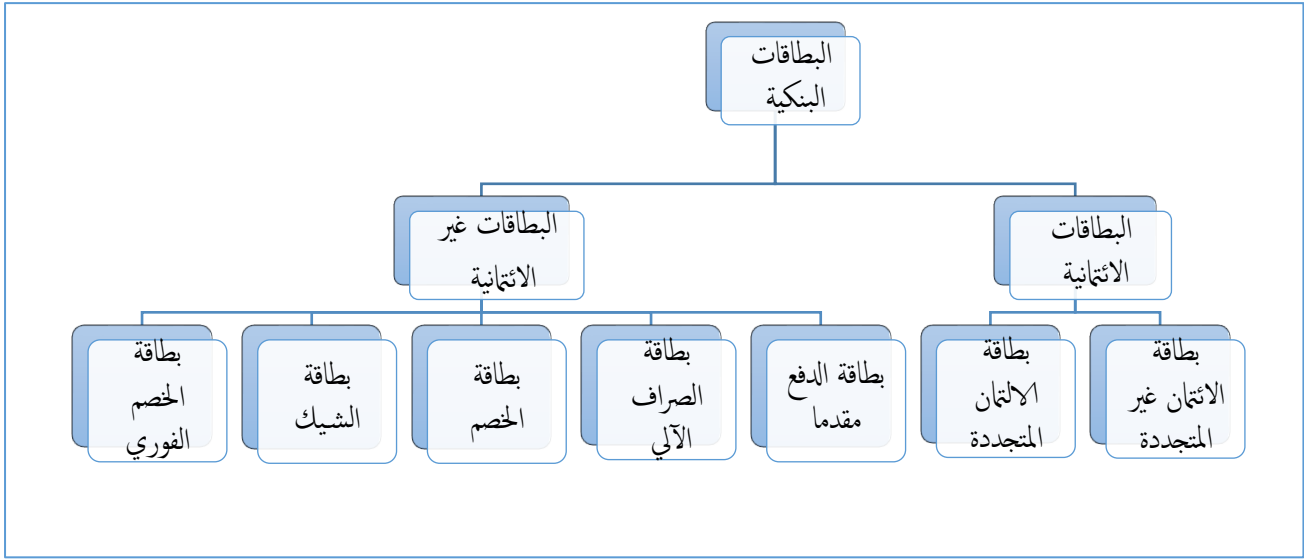 البطاقات
البنكية
البطاقات
الائتمانية
البطاقات غير
الائتمانية
بطاقة
الائتمان غير
المتجددة
بطاقة
الالتمان
المتجددة
بطاقة الدفع
مقدما
بطاقة
الصراف
الآلي
بطاقة
الخصم
بطاقة
الشيك
بطاقة
الخصم
الفوري